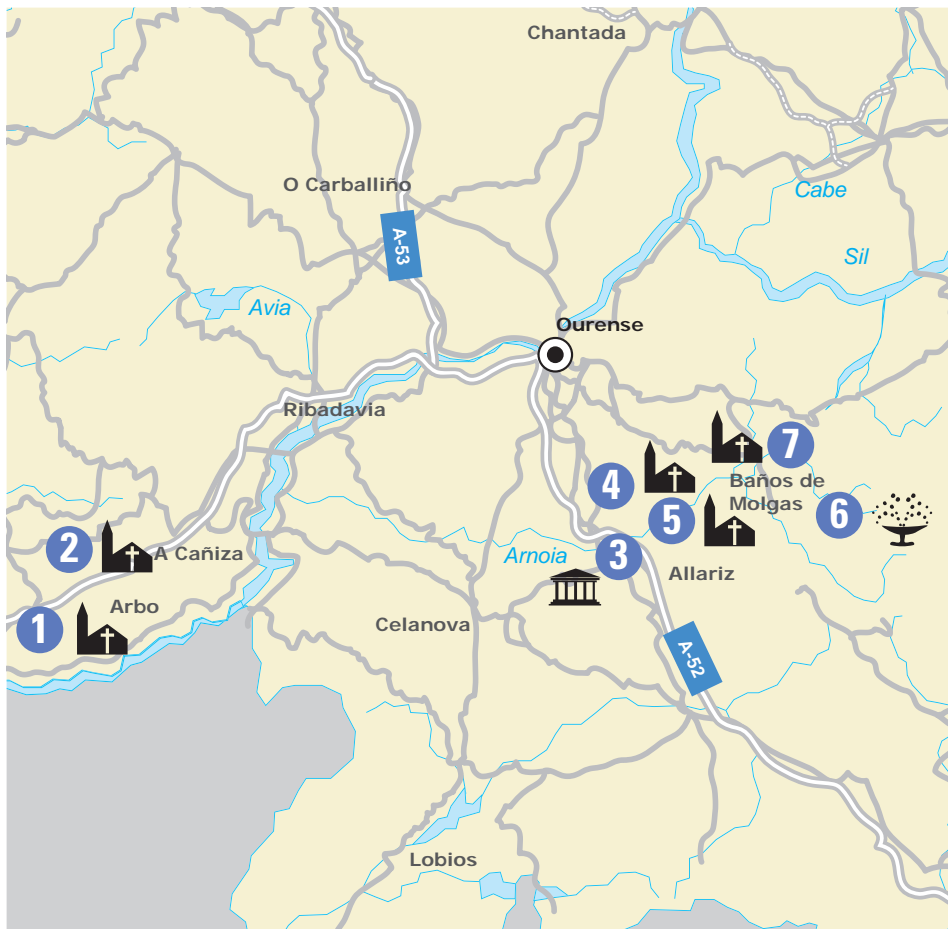 Chantada
O Carballiño
Cabe
A-53
Sil
Avia
Ourense
Ribadavia
7
4
Baños de
Molgas
5
6
2
A Cañiza
Arnoia
3
Allariz
Arbo
1
Celanova
A-52
Lobios